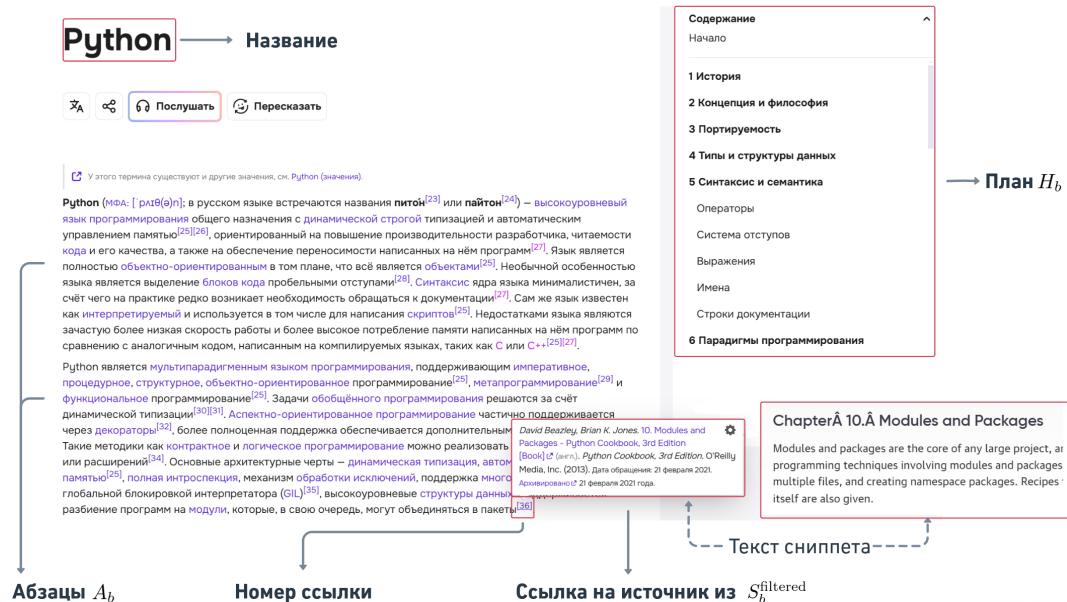 Python
Название
Послушать
Пересказать
У этого термина существуют и другие значения, см. Python (значения).
Python (МФА: [ˈpʌɪθ(ə)n]; в русском языке встречаются названия пито́н[23] или па́йтон[24]) — высокоуровневый
язык программирования общего назначения с динамической строгой типизацией и автоматическим
управлением памятью[25][26], ориентированный на повышение производительности разработчика, читаемости
кода и его качества, а также на обеспечение переносимости написанных на нём программ[27]. Язык является
полностью объектно-ориентированным в том плане, что всё является объектами[25]. Необычной особенностью
языка является выделение блоков кода пробельными отступами[28]. Синтаксис ядра языка минималистичен, за
счёт чего на практике редко возникает необходимость обращаться к документации[27]. Сам же язык известен
как интерпретируемый и используется в том числе для написания скриптов[25]. Недостатками языка являются
зачастую более низкая скорость работы и более высокое потребление памяти написанных на нём программ по
сравнению с аналогичным кодом, написанным на компилируемых языках, таких как C или C++[25][27].
Python является мультипарадигменным языком программирования, поддерживающим императивное,
процедурное, структурное, объектно-ориентированное программирование[25], метапрограммирование[29] и
функциональное программирование[25]. Задачи обобщённого программирования решаются за счёт
динамической типизации[30][31]. Аспектно-ориентированное программирование частично поддерживается
через декораторы[32], более полноценная поддержка обеспечивается дополнительным
Такие методики как контрактное и логическое программирование можно реализовать
или расширений[34]. Основные архитектурные черты — динамическая типизация, автом
памятью[25], полная интроспекция, механизм обработки исключений, поддержка много
глобальной блокировкой интерпретатора (GIL)[35], высокоуровневые структуры данных
разбиение программ на модули, которые, в свою очередь, могут объединяться в пакеты[36]
Содержание
Начало
1 История
2 Концепция и философия
3 Портируемость
4 Типы и структуры данных
5 Синтаксис и семантика
Операторы
Система отступов
Выражения
Имена
Строки документации
6 Парадигмы программирования
План H_b
David Beazley, Brian K. Jones. 10. Modules and
Packages - Python Cookbook, 3rd Edition
[Book] (англ.). Python Cookbook, 3rd Edition. O'Reilly
Media, Inc. (2013). Дата обращения: 21 февраля 2021.
Архивировано 21 февраля 2021 года.
ChapterÂ 10.Â Modules and Packages
Modules and packages are the core of any large project, a
programming techniques involving modules and packages
multiple files, and creating namespace packages. Recipes
itself are also given.
Текст сниппета
Абзацы A_b
Номер ссылки
Ссылка на источник из S_b^filtered